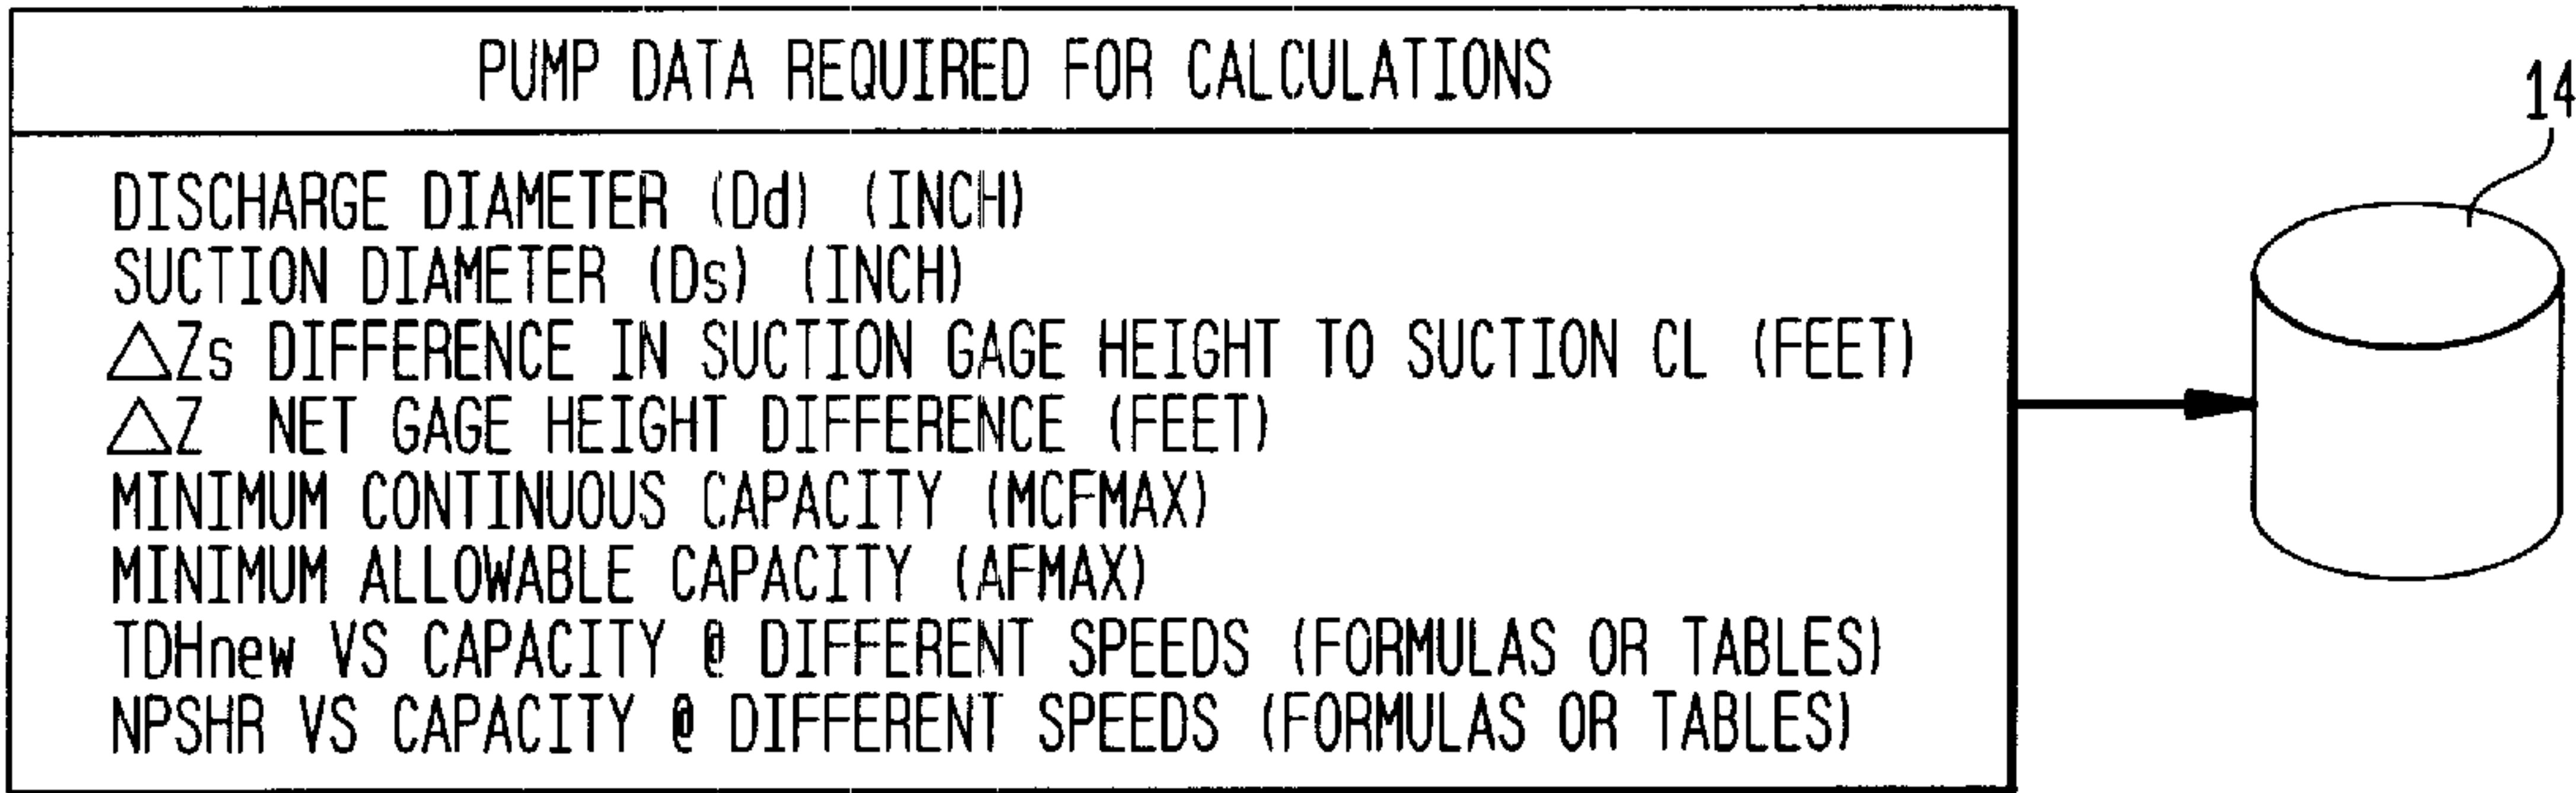 PUMP DATA REQUIRED FOR CALCULATIONS
14
DISCHARGE DIAMETER (Dd) (INCH)
SUCTION DIAMETER (Ds) (INCH)
△Zs DIFFERENCE IN SUCTION GAGE HEIGHT TO SUCTION CL (FEET)
△Z NET GAGE HEIGHT DIFFERENCE (FEET)
MINIMUM CONTINUOUS CAPACITY (MCFMAX)
MINIMUM ALLOWABLE CAPACITY (AFMAX)
TDHnew VS CAPACITY @ DIFFERENT SPEEDS (FORMULAS OR TABLES)
NPSHR VS CAPACITY @ DIFFERENT SPEEDS (FORMULAS OR TABLES)